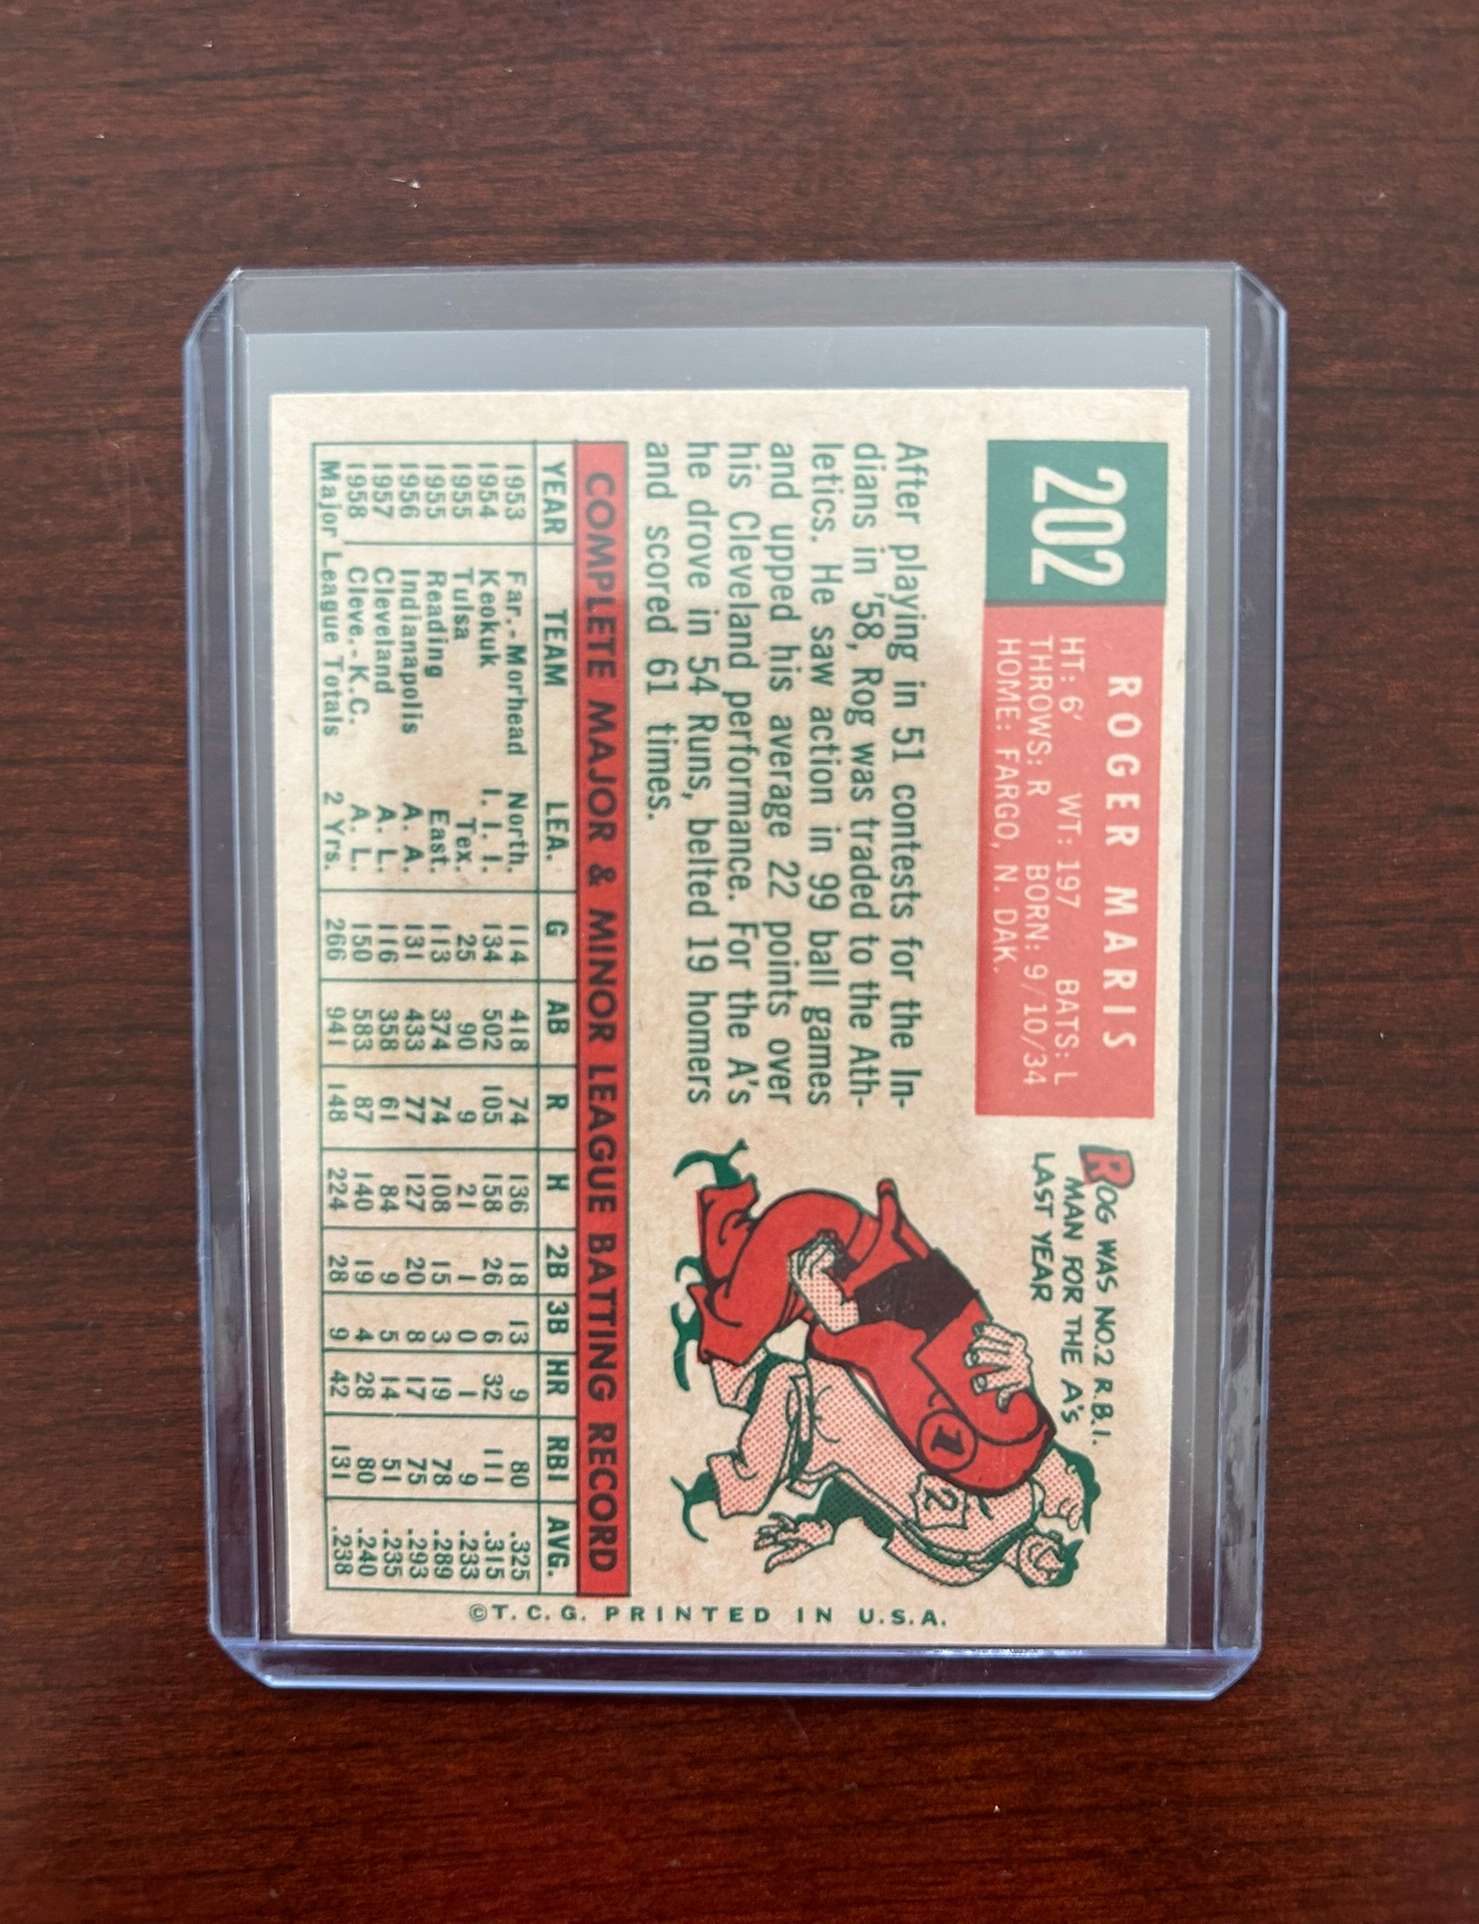 202
ROGER MARIS
HT: 6' WT: 197 BATS: L
THROWS: R BORN: 9/10/34
HOME: FARGO, N. DAK.
ROG WAS NO.2 R.B.I.
MAN FOR THE A's
LAST YEAR
1
2
After playing in 51 contests for the In-
dians in '58, Rog was traded to the Ath-
letics. He saw action in 99 ball games
and upped his average 22 points over
his Cleveland performance. For the A's
he drove in 54 Runs, belted 19 homers
and scored 61 times.
COMPLETE MAJOR & MINOR LEAGUE BATTING RECORD
YEAR TEAM LEA. G AB R H 2B 3B HR RBI AVG.
1953 Far.-Morhead North. 114 418 74 136 18 13 9 80 .325
1954 Keokuk I. I. I. 134 502 105 158 26 6 32 111 .315
1955 Tulsa Tex. 25 90 9 21 1 0 1 9 .233
1955 Reading East. 113 374 74 108 15 3 19 78 .289
1956 Indianapolis A. A. 131 433 77 127 20 8 17 75 .293
1957 Cleveland A. L. 116 358 61 84 9 5 14 51 .235
1958 Cleve.-K.C. A. L. 150 583 87 140 19 4 28 80 .240
Major League Totals 2 Yrs. 266 941 148 224 28 9 42 131 .238
©T. C. G. PRINTED IN U.S.A.